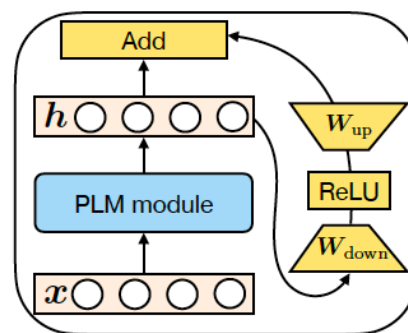 Add
h
W_up
PLM module
ReLU
W_down
x